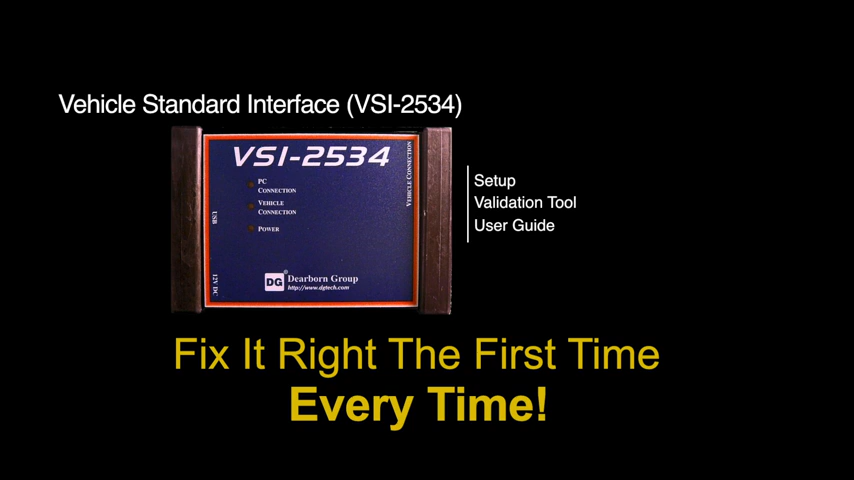 Vehicle Standard Interface (VSI-2534)
VSI-2534
PC
CONNECTION
VEHICLE
CONNECTION
POWER
VEHICLE CONNECTION
USB
12V DC
DG® Dearborn Group
http://www.dgtech.com
Setup
Validation Tool
User Guide
Fix It Right The First Time
Every Time!